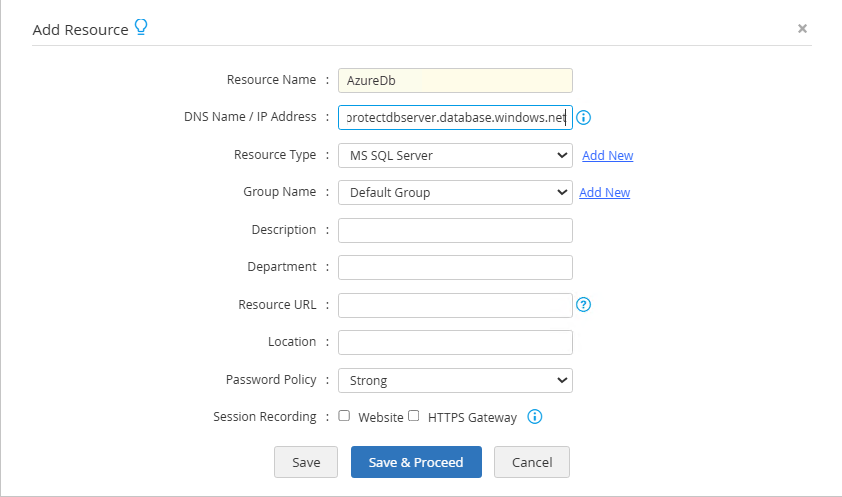 Add Resource ×
Resource Name : AzureDb
DNS Name / IP Address : protectdbserver.database.windows.net
Resource Type : MS SQL Server Add New
Group Name : Default Group Add New
Description :
Department :
Resource URL :
Location :
Password Policy : Strong
Session Recording : Website HTTPS Gateway
Save Save & Proceed Cancel